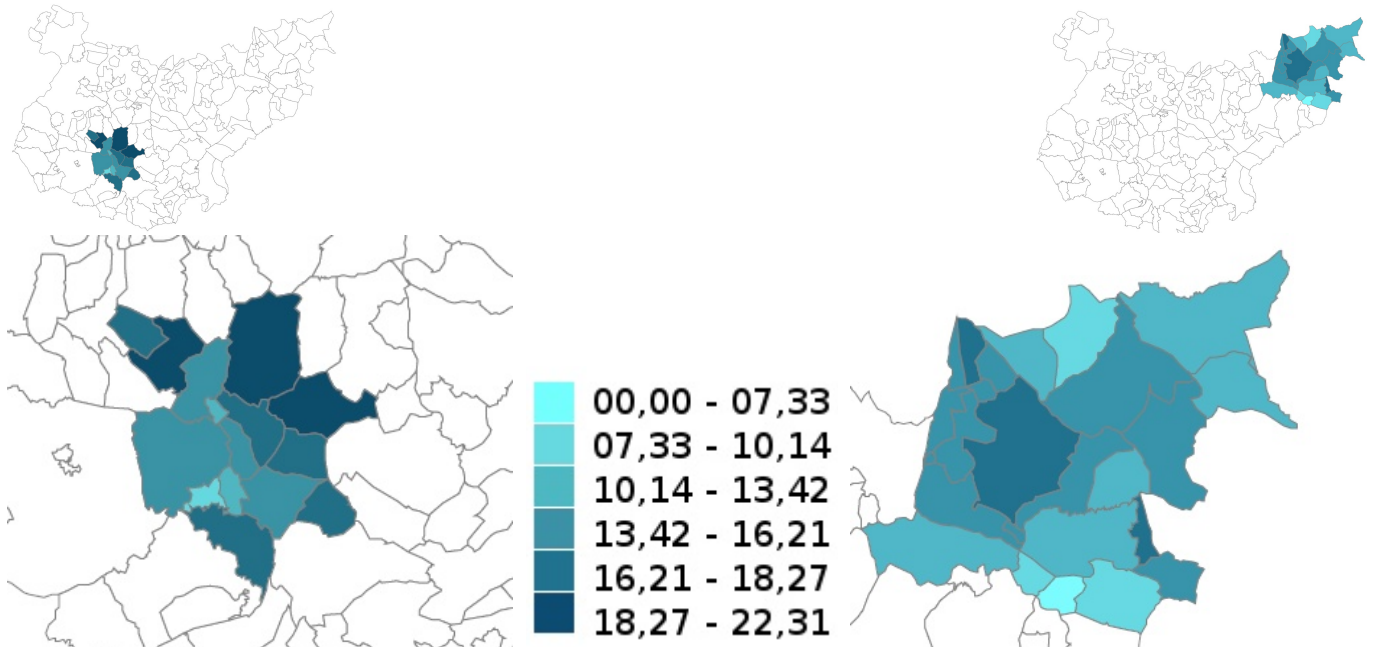 00,00 - 07,33
07,33 - 10,14
10,14 - 13,42
13,42 - 16,21
16,21 - 18,27
18,27 - 22,31